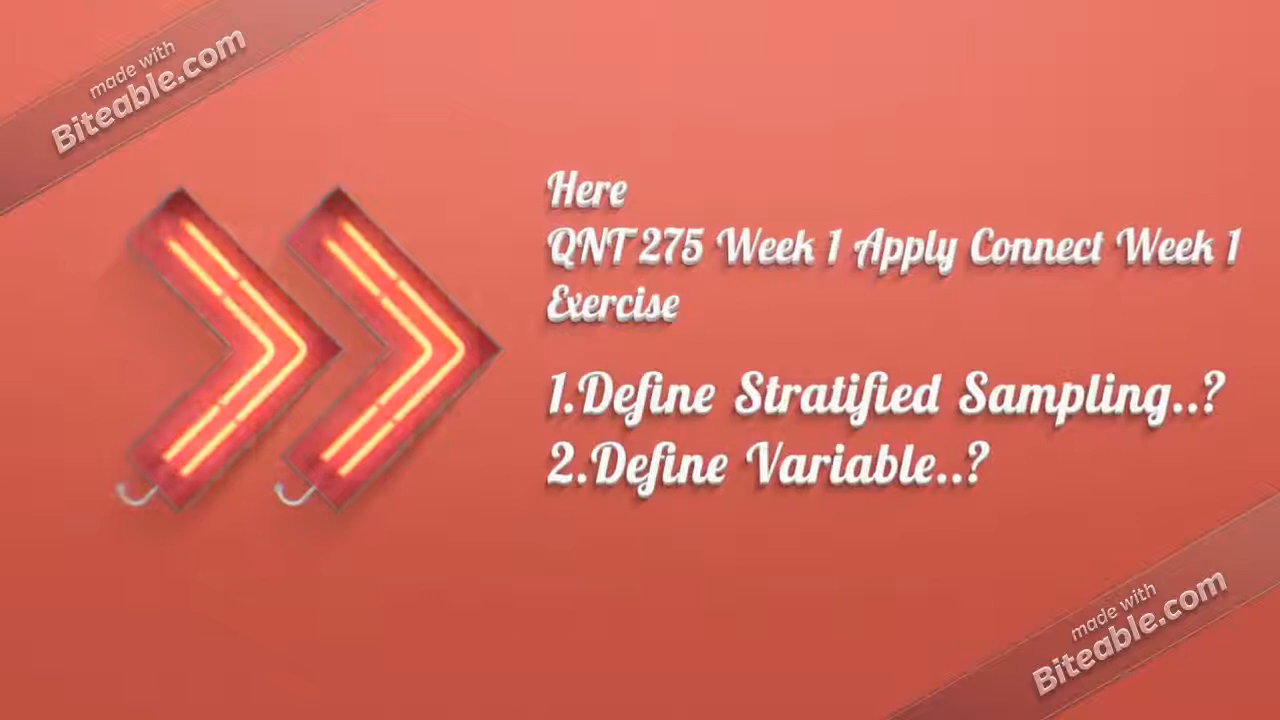 made with
Biteable.com
Here
QNT 275 Week 1 Apply Connect Week 1
Exercise
1.Define Stratified Sampling..?
2.Define Variable..?
made with
Biteable.com